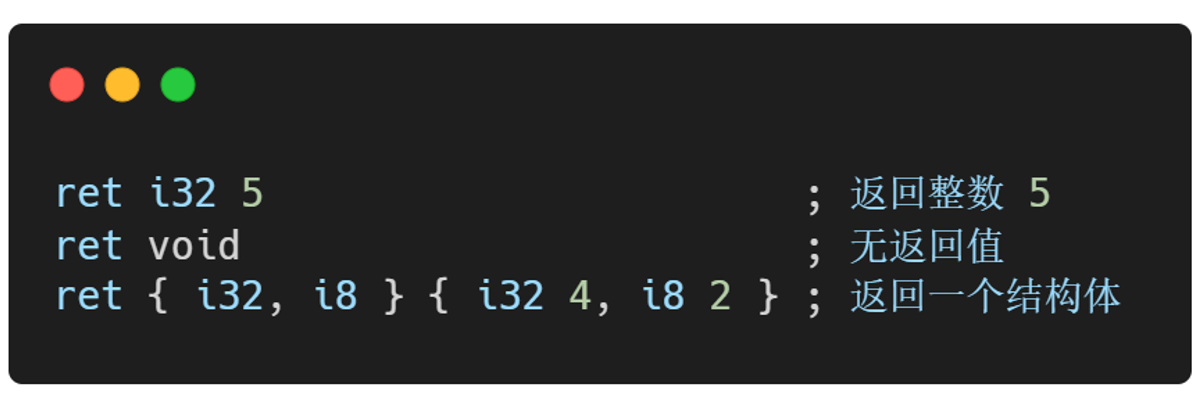 ret i32 5 ; 返回整数 5
ret void ; 无返回值
ret { i32, i8 } { i32 4, i8 2 } ; 返回一个结构体